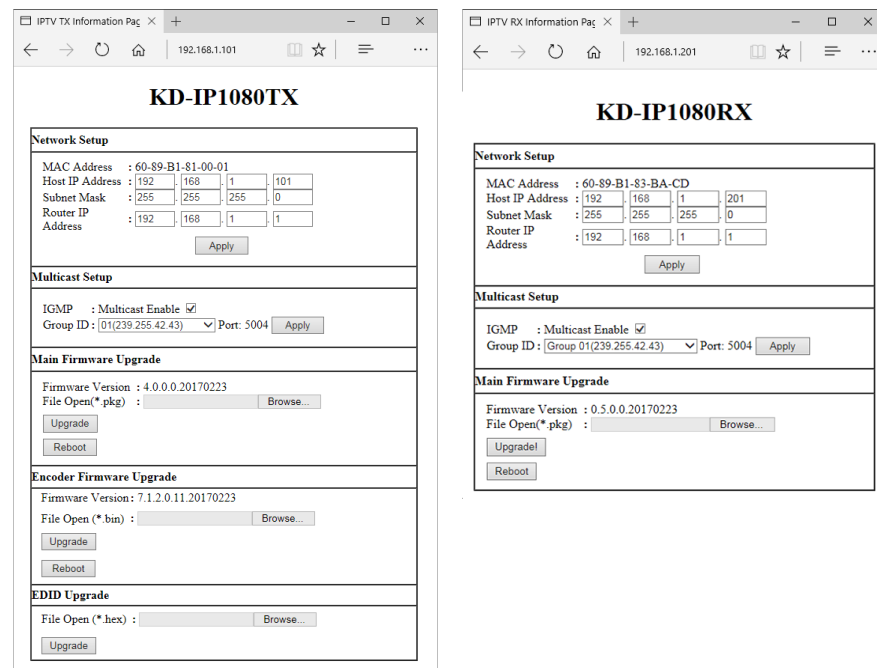 IPTV TX Information Pag
192.168.1.101
KD-IP1080TX
Network Setup
MAC Address : 60-89-B1-81-00-01
Host IP Address : 192 . 168 . 1 . 101
Subnet Mask : 255 . 255 . 255 . 0
Router IP
Address : 192 . 168 . 1 . 1
Apply
Multicast Setup
IGMP : Multicast Enable
Group ID : 01(239.255.42.43) Port: 5004 Apply
Main Firmware Upgrade
Firmware Version : 4.0.0.0.20170223
File Open(*.pkg) : Browse...
Upgrade
Reboot
Encoder Firmware Upgrade
Firmware Version : 7.1.2.0.11.20170223
File Open (*.bin) : Browse...
Upgrade
Reboot
EDID Upgrade
File Open (*.hex) : Browse...
Upgrade
IPTV RX Information Pag
192.168.1.201
KD-IP1080RX
Network Setup
MAC Address : 60-89-B1-83-BA-CD
Host IP Address : 192 . 168 . 1 . 201
Subnet Mask : 255 . 255 . 255 . 0
Router IP
Address : 192 . 168 . 1 . 1
Apply
Multicast Setup
IGMP : Multicast Enable
Group ID : Group 01(239.255.42.43) Port: 5004 Apply
Main Firmware Upgrade
Firmware Version : 0.5.0.0.20170223
File Open(*.pkg) : Browse...
Upgrade!
Reboot